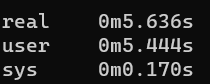 real    0m5.636s
user    0m5.444s
sys     0m0.170s